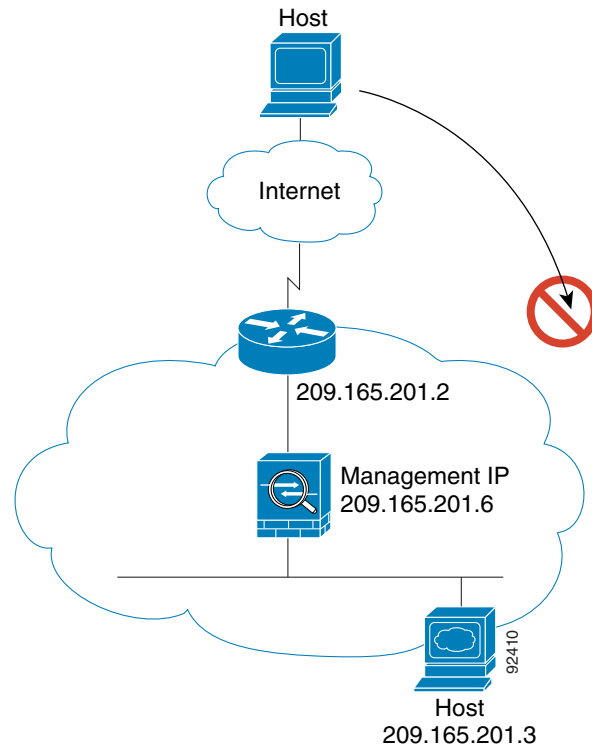 Host
Internet
209.165.201.2
Management IP
209.165.201.6
92410
Host
209.165.201.3